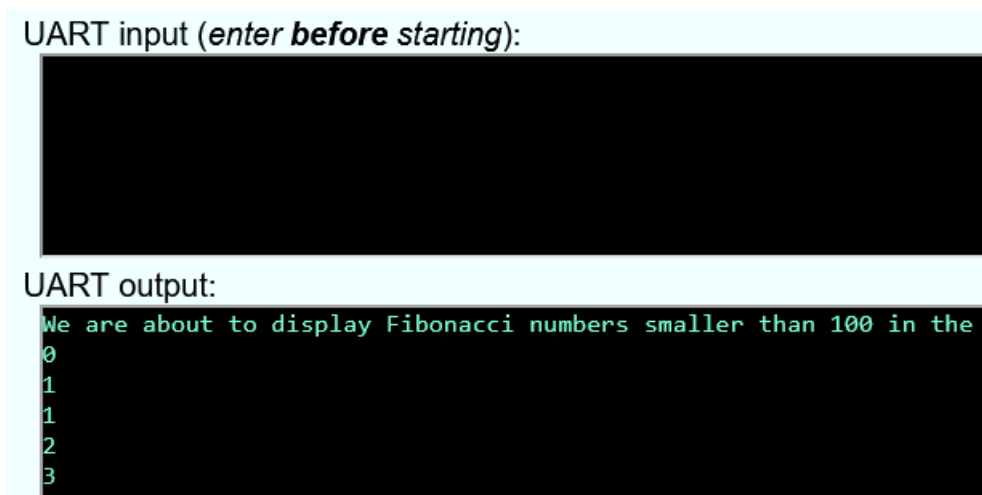 UART input (enter before starting):
UART output:
We are about to display Fibonacci numbers smaller than 100 in the
0
1
1
2
3